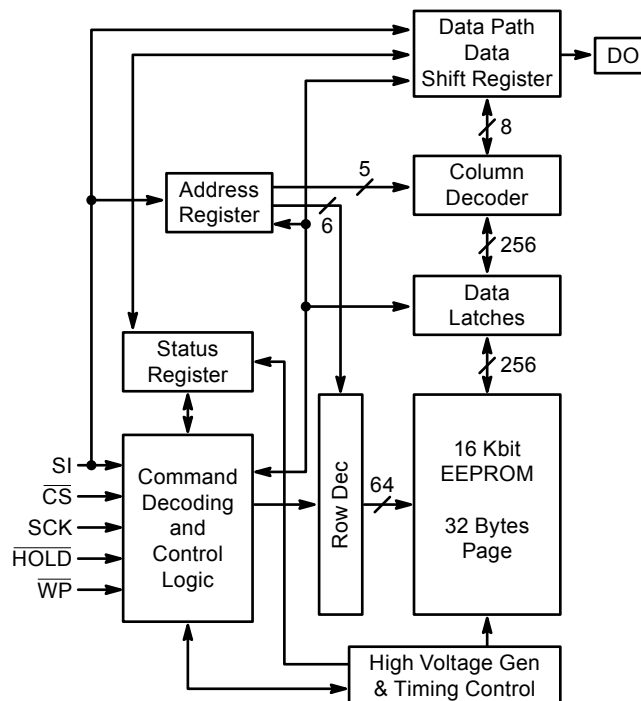 Data Path
Data
Shift Register
DO
8
Address
Register
5
6
Column
Decoder
256
Data
Latches
256
Status
Register
SI
CS
SCK
HOLD
WP
Command
Decoding
and
Control
Logic
Row Dec
64
16 Kbit
EEPROM
32 Bytes
Page
High Voltage Gen
& Timing Control